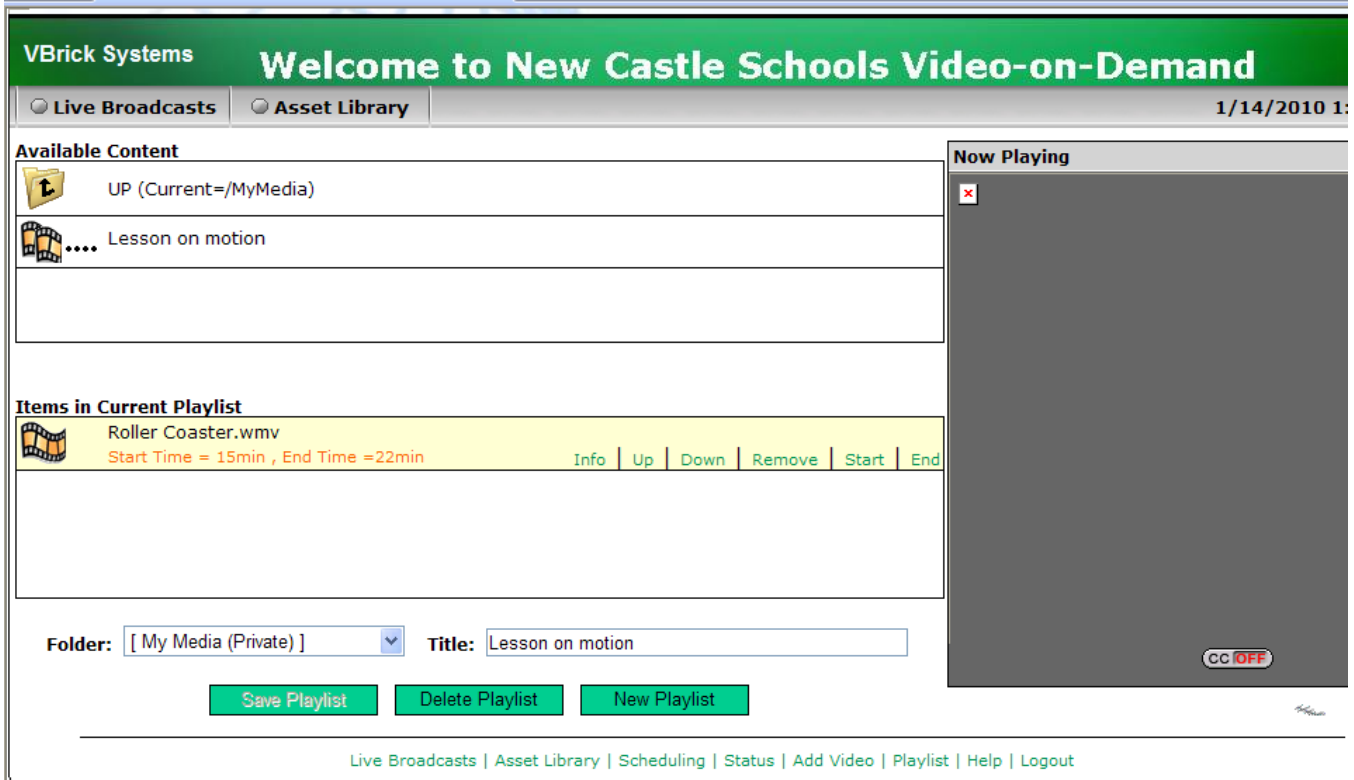 VBrick Systems
Welcome to New Castle Schools Video-on-Demand
Live Broadcasts Asset Library 1/14/2010 1:
Available Content
Now Playing
UP (Current=/MyMedia)
.... Lesson on motion
Items in Current Playlist
Roller Coaster.wmv
Start Time = 15min , End Time =22min Info | Up | Down | Remove | Start | End
Folder: [ My Media (Private) ] Title: Lesson on motion
CC OFF
Save Playlist Delete Playlist New Playlist
Live Broadcasts | Asset Library | Scheduling | Status | Add Video | Playlist | Help | Logout